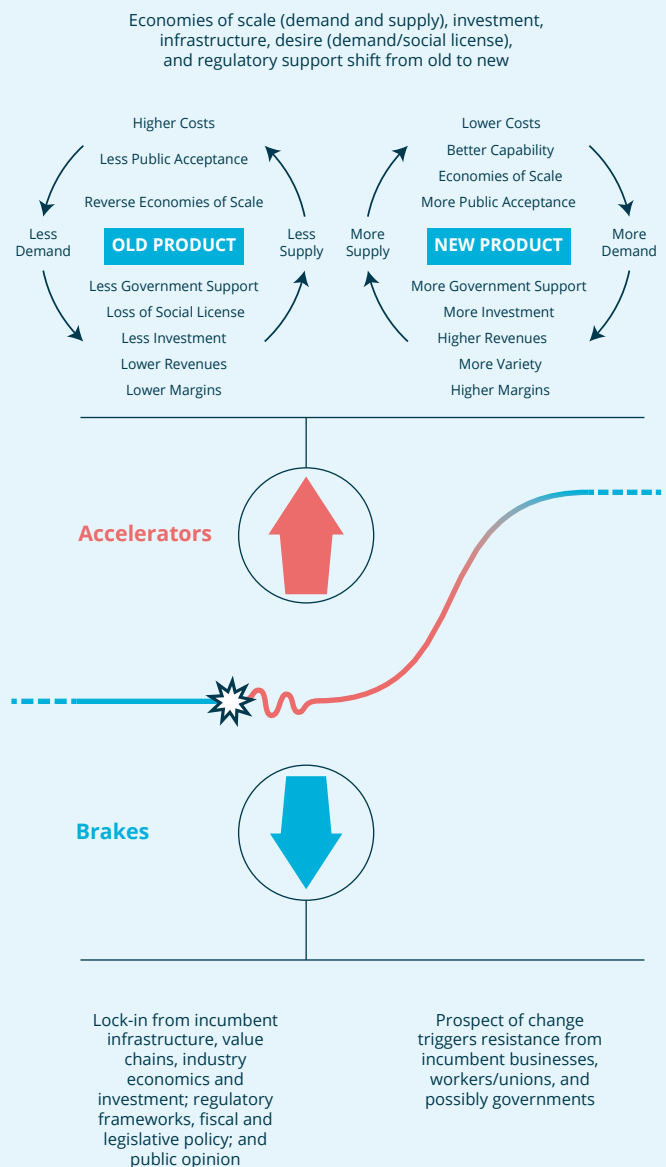 Economies of scale (demand and supply), investment,
infrastructure, desire (demand/social license),
and regulatory support shift from old to new
Higher Costs
Less Public Acceptance
Reverse Economies of Scale
Less
Demand
OLD PRODUCT
Less
Supply
Less Government Support
Loss of Social License
Less Investment
Lower Revenues
Lower Margins
Lower Costs
Better Capability
Economies of Scale
More Public Acceptance
More
Supply
NEW PRODUCT
More
Demand
More Government Support
More Investment
Higher Revenues
More Variety
Higher Margins
Accelerators
Brakes
Lock-in from incumbent
infrastructure, value
chains, industry
economics and
investment; regulatory
frameworks, fiscal and
legislative policy; and
public opinion
Prospect of change
triggers resistance from
incumbent businesses,
workers/unions, and
possibly governments